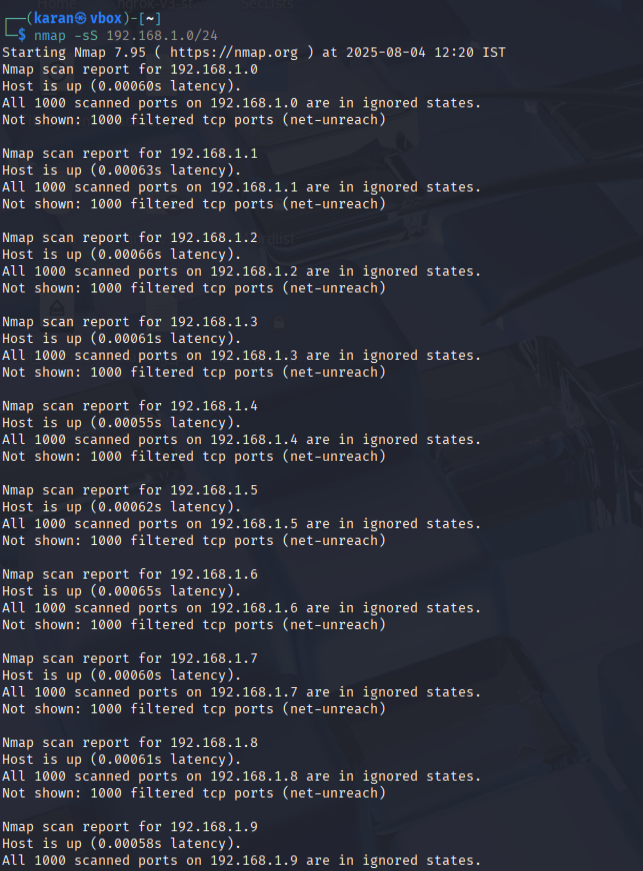 (karan㉿vbox)-[~]
$ nmap -sS 192.168.1.0/24
Starting Nmap 7.95 ( https://nmap.org ) at 2025-08-04 12:20 IST
Nmap scan report for 192.168.1.0
Host is up (0.00060s latency).
All 1000 scanned ports on 192.168.1.0 are in ignored states.
Not shown: 1000 filtered tcp ports (net-unreach)

Nmap scan report for 192.168.1.1
Host is up (0.00063s latency).
All 1000 scanned ports on 192.168.1.1 are in ignored states.
Not shown: 1000 filtered tcp ports (net-unreach)

Nmap scan report for 192.168.1.2
Host is up (0.00066s latency).
All 1000 scanned ports on 192.168.1.2 are in ignored states.
Not shown: 1000 filtered tcp ports (net-unreach)

Nmap scan report for 192.168.1.3
Host is up (0.00061s latency).
All 1000 scanned ports on 192.168.1.3 are in ignored states.
Not shown: 1000 filtered tcp ports (net-unreach)

Nmap scan report for 192.168.1.4
Host is up (0.00055s latency).
All 1000 scanned ports on 192.168.1.4 are in ignored states.
Not shown: 1000 filtered tcp ports (net-unreach)

Nmap scan report for 192.168.1.5
Host is up (0.00062s latency).
All 1000 scanned ports on 192.168.1.5 are in ignored states.
Not shown: 1000 filtered tcp ports (net-unreach)

Nmap scan report for 192.168.1.6
Host is up (0.00065s latency).
All 1000 scanned ports on 192.168.1.6 are in ignored states.
Not shown: 1000 filtered tcp ports (net-unreach)

Nmap scan report for 192.168.1.7
Host is up (0.00060s latency).
All 1000 scanned ports on 192.168.1.7 are in ignored states.
Not shown: 1000 filtered tcp ports (net-unreach)

Nmap scan report for 192.168.1.8
Host is up (0.00061s latency).
All 1000 scanned ports on 192.168.1.8 are in ignored states.
Not shown: 1000 filtered tcp ports (net-unreach)

Nmap scan report for 192.168.1.9
Host is up (0.00058s latency).
All 1000 scanned ports on 192.168.1.9 are in ignored states.